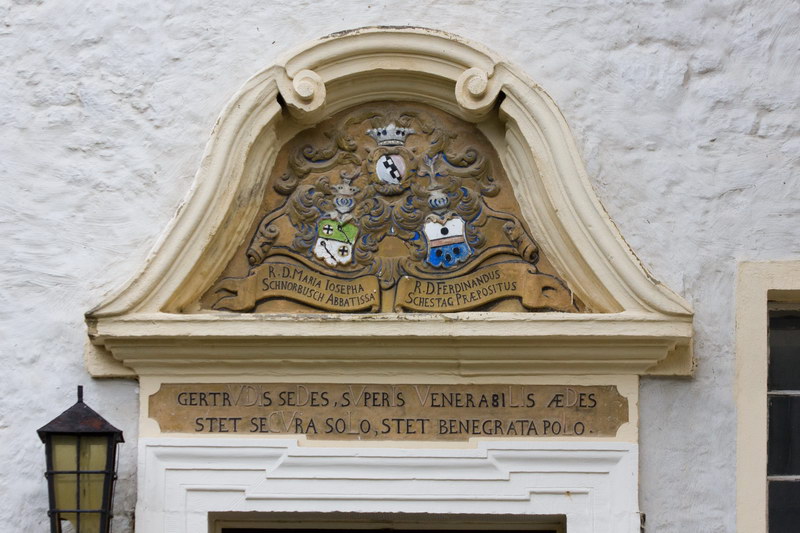 R.D. MARIA IOSEPHA
SCHNORBUSCH ABBATISSA
R.D FERDINANDUS
SCHESTAG PRÆPOSITUS
GERTRVDIS SEDES, SVPERIS VENERABILIS ÆDES
STET SECVRA SOLO, STET BENEGRATA POLO.